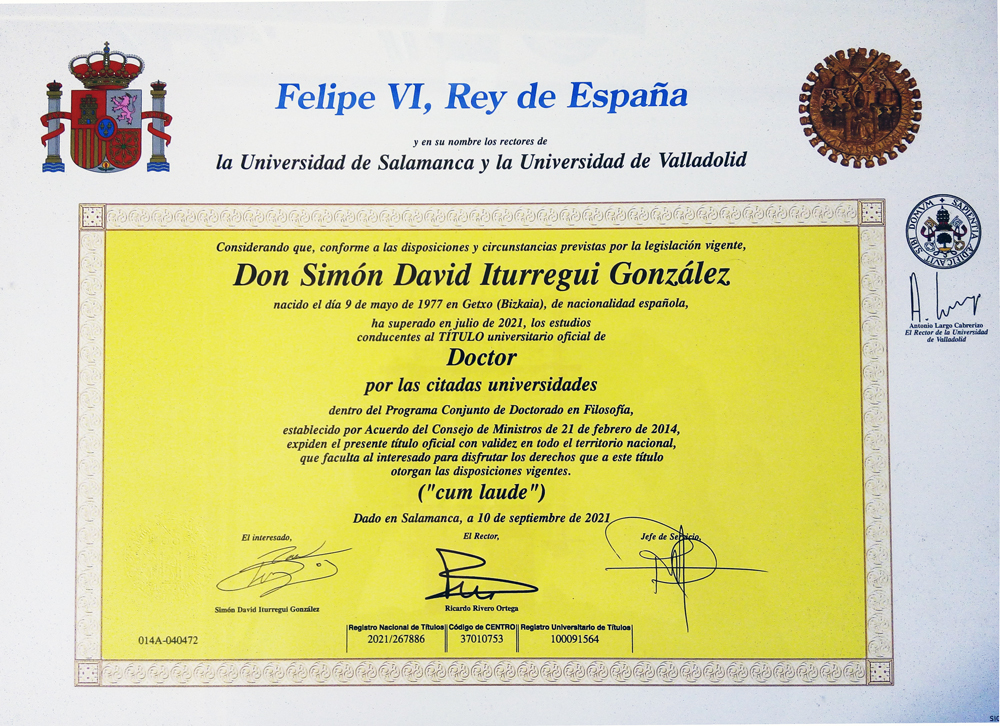 Felipe VI, Rey de España
y en su nombre los rectores de
la Universidad de Salamanca y la Universidad de Valladolid
Considerando que, conforme a las disposiciones y circunstancias previstas por la legislación vigente,
Don Simón David Iturregui González
nacido el día 9 de mayo de 1977 en Getxo (Bizkaia), de nacionalidad española,
ha superado en julio de 2021, los estudios
conducentes al TÍTULO universitario oficial de
Doctor
por las citadas universidades
dentro del Programa Conjunto de Doctorado en Filosofía,
establecido por Acuerdo del Consejo de Ministros de 21 de febrero de 2014,
expiden el presente título oficial con validez en todo el territorio nacional,
que faculta al interesado para disfrutar los derechos que a este título
otorgan las disposiciones vigentes.
("cum laude")
Dado en Salamanca, a 10 de septiembre de 2021
El interesado,
El Rector,
Jefe de Servicio,
Simón David Iturregui González
Ricardo Rivero Ortega
014A-040472
Registro Nacional de Títulos
2021/267886
Código de CENTRO
37010753
Registro Universitario de Títulos
100091564
SAPIENTIA ÆDIFICAVIT SIBI DOMVM
Antonio Largo Cabrerizo
El Rector de la Universidad
de Valladolid